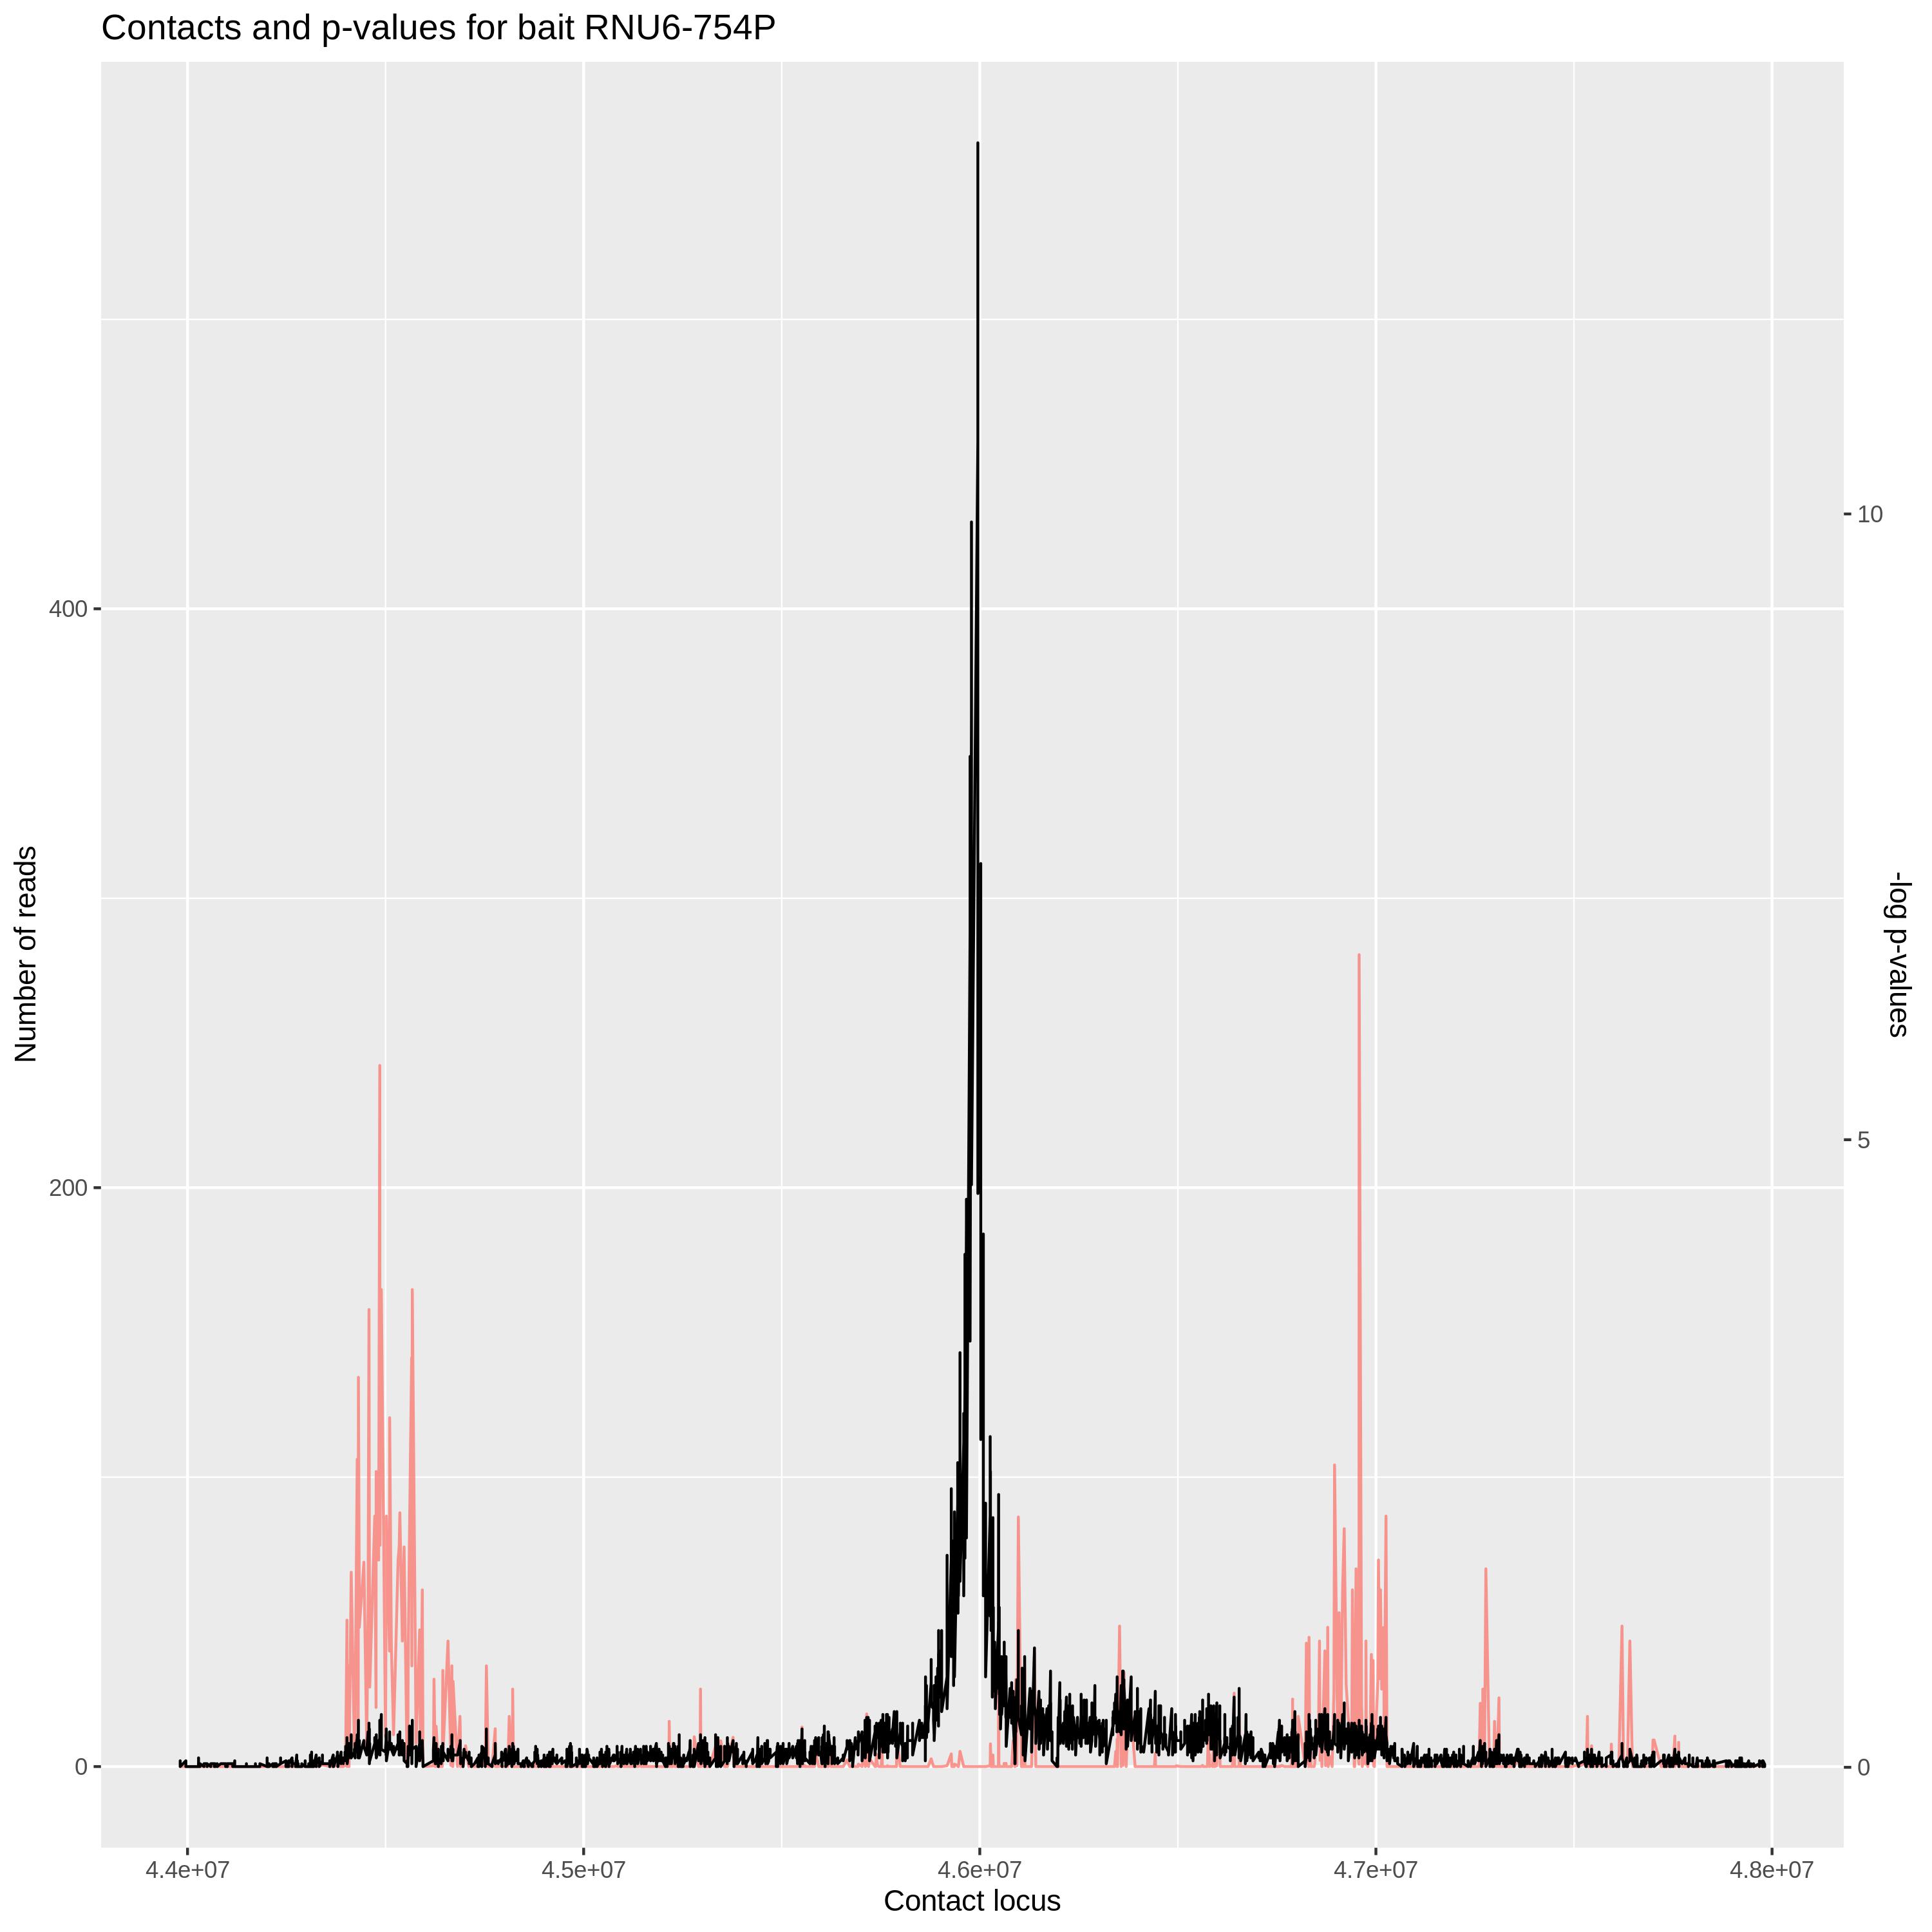 Contacts and p-values for bait RNU6-754P
Number of reads
400
200
0
10
5
0
-log p-values
4.4e+07 4.5e+07 4.6e+07 4.7e+07 4.8e+07
Contact locus